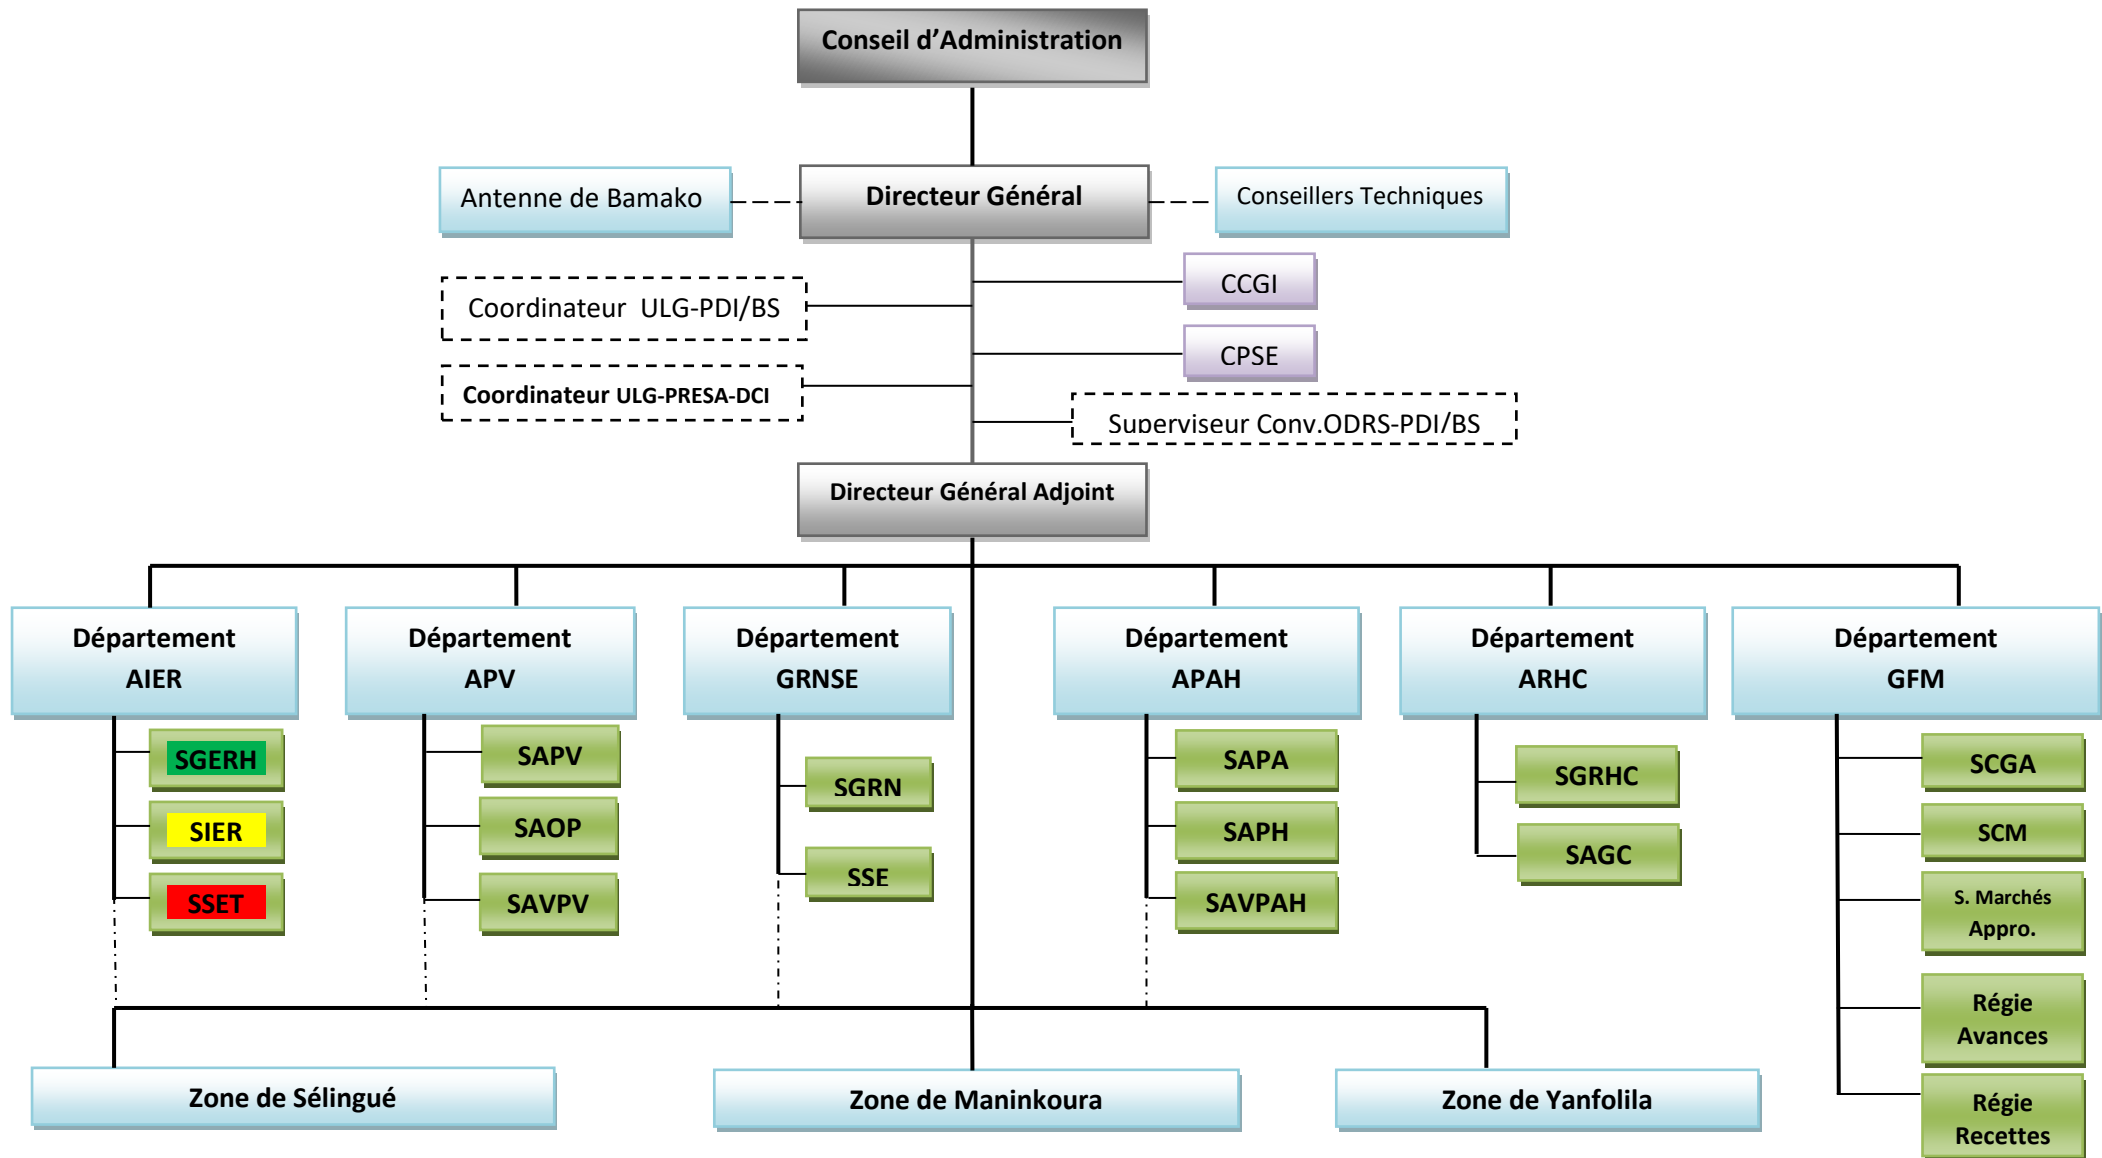 Conseil d’Administration
Antenne de Bamako
Directeur Général
Conseillers Techniques
CCGI
Coordinateur ULG-PDI/BS
CPSE
Coordinateur ULG-PRESA-DCI
Superviseur Conv.ODRS-PDI/BS
Directeur Général Adjoint
Département
AIER
Département
APV
Département
GRNSE
Département
APAH
Département
ARHC
Département
GFM
SGERH
SIER
SSET
SAPV
SAOP
SAVPV
SGRN
SSE
SAPA
SAPH
SAVPAH
SGRHC
SAGC
SCGA
SCM
S. Marchés
Appro.
Régie
Avances
Régie
Recettes
Zone de Sélingué
Zone de Maninkoura
Zone de Yanfolila